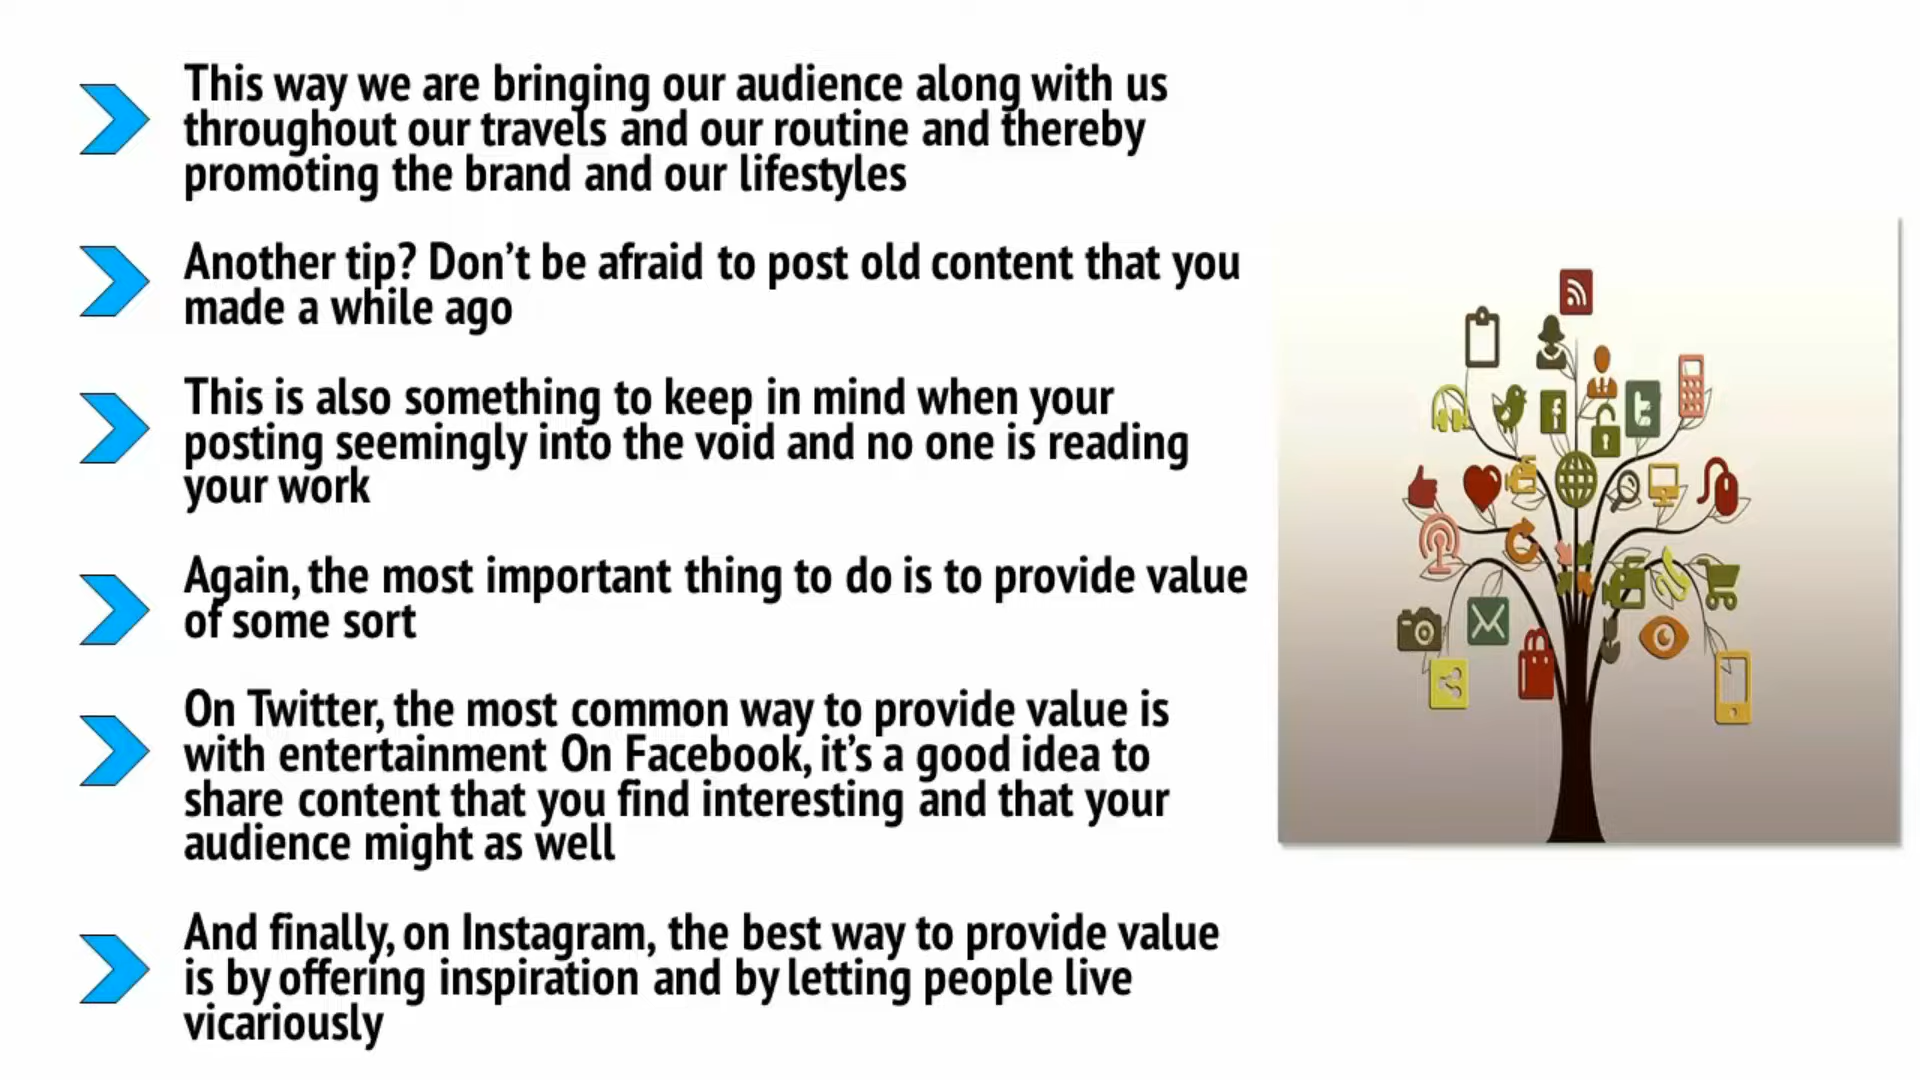 This way we are bringing our audience along with us
throughout our travels and our routine and thereby
promoting the brand and our lifestyles
Another tip? Don't be afraid to post old content that you
made a while ago
This is also something to keep in mind when your
posting seemingly into the void and no one is reading
your work
Again, the most important thing to do is to provide value
of some sort
On Twitter, the most common way to provide value is
with entertainment On Facebook, it's a good idea to
share content that you find interesting and that your
audience might as well
And finally, on Instagram, the best way to provide value
is by offering inspiration and by letting people live
vicariously